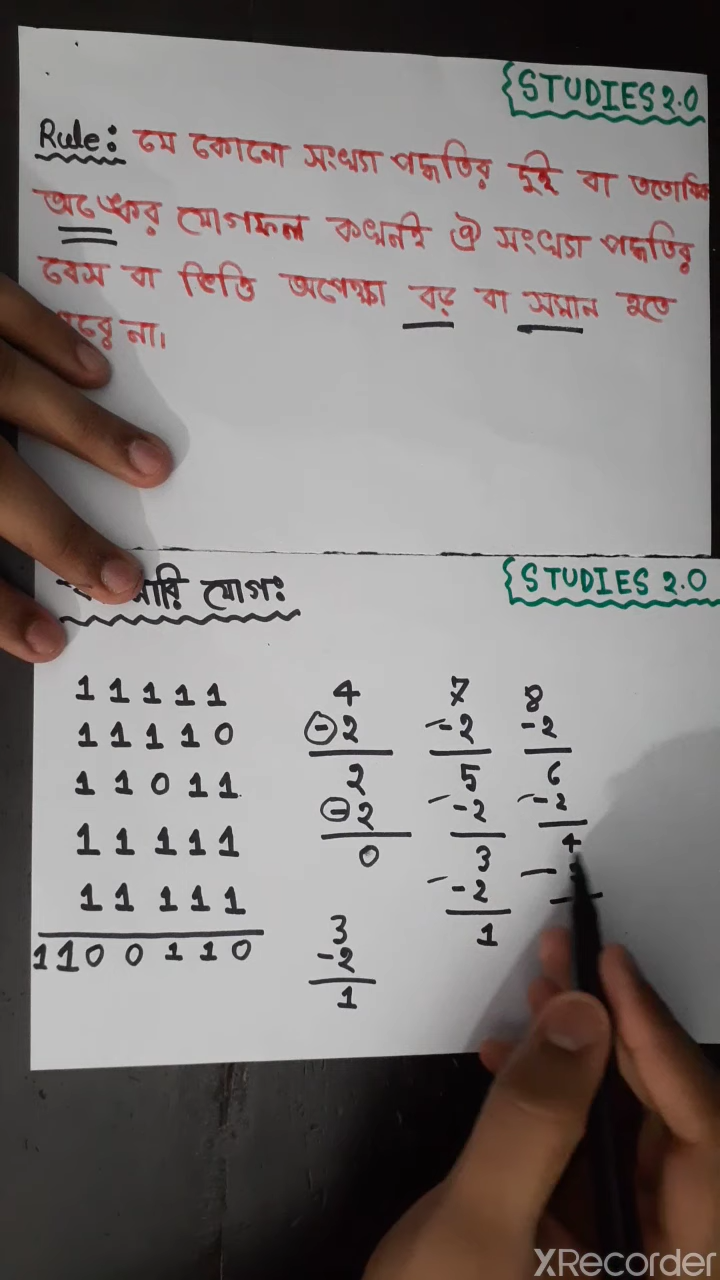 {STUDIES 2.0
Rule: যে কোনো সংখ্যা পদ্ধতির দুই বা ততোধিক
অঙ্কের যোগফল কখনই ঐ সংখ্যা পদ্ধতির
বেস বা ভিত্তি অপেক্ষা বড় বা সমান হতে
না।
{STUDIES 2.0
যোগঃ
1 1 1 1 1
1 1 1 1 0
1 1 0 1 1
1 1 1 1 1
1 1 1 1 1
1 1 0 0 1 1 0
4
-2
2
-2
0
3
-2
1
7
-2
5
-2
3
-2
1
8
-2
6
-2
4
-
XRecorder